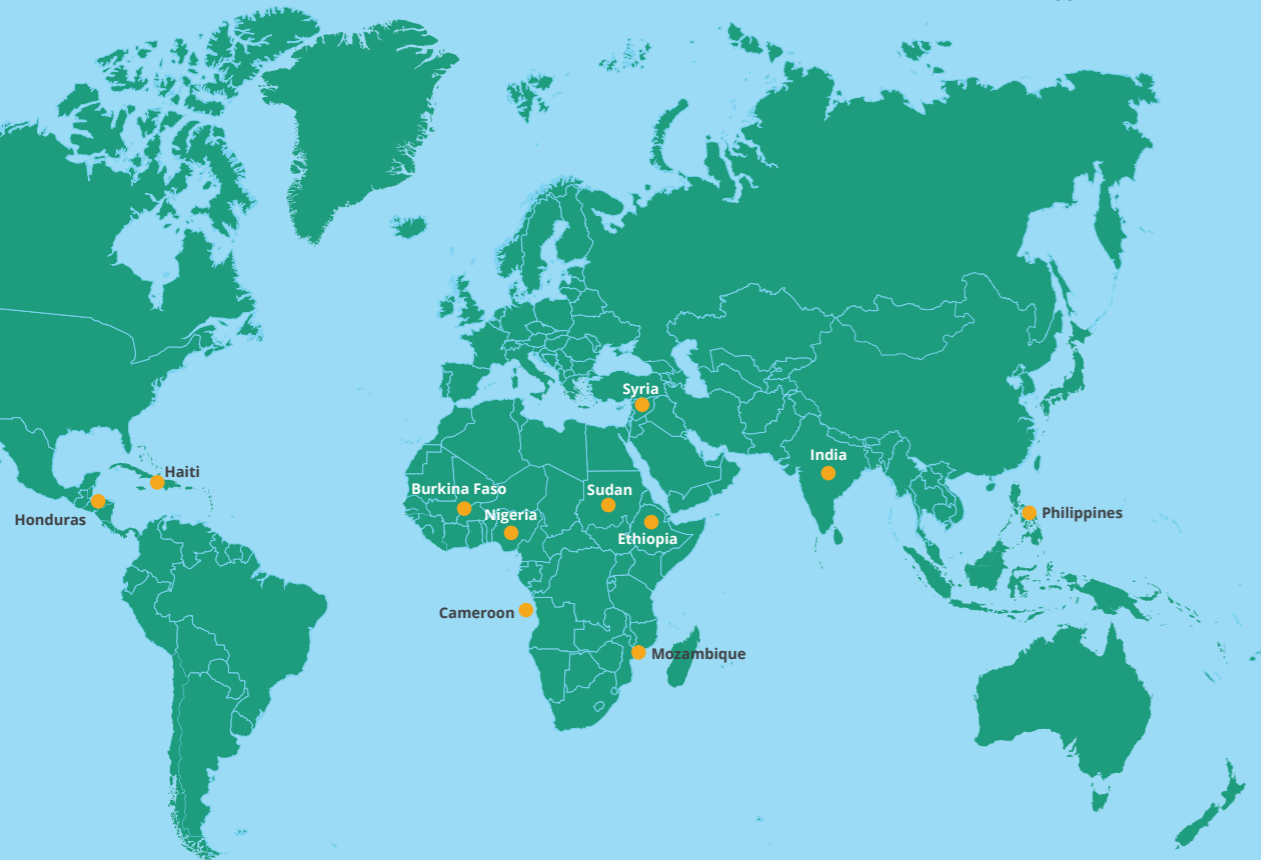 Syria
India
Haiti
Burkina Faso
Sudan
Nigeria
Honduras
Philippines
Ethiopia
Cameroon
Mozambique